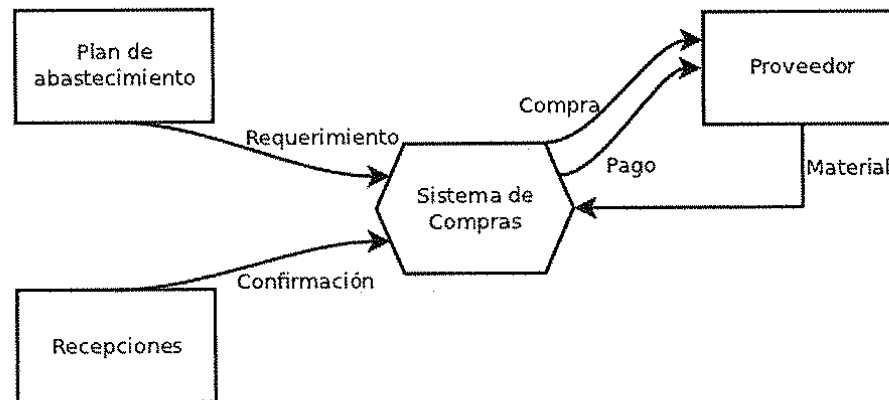 Plan de
abastecimiento
Proveedor
Compra
Requerimiento
Pago
Material
Sistema de
Compras
Confirmación
Recepciones